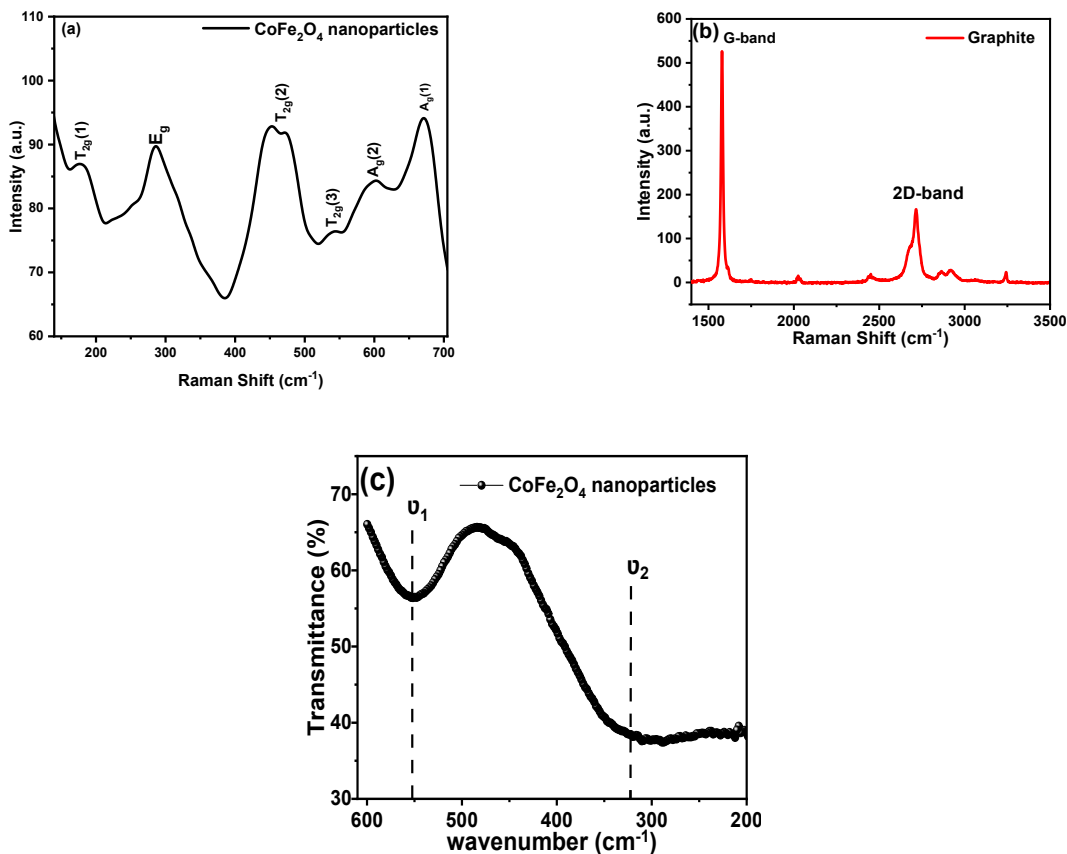 (a)
CoFe₂O₄ nanoparticles
T₂g(1)
Eg
T₂g(2)
T₂g(3)
Ag(2)
Ag(1)
Intensity (a.u.)
110
100
90
80
70
60
200 300 400 500 600 700
Raman Shift (cm⁻¹)
(b)
G-band
Graphite
2D-band
Intensity (a.u.)
600
500
400
300
200
100
0
1500 2000 2500 3000 3500
Raman Shift (cm⁻¹)
(c)
CoFe₂O₄ nanoparticles
ʋ₁
ʋ₂
Transmittance (%)
70
60
50
40
30
600 500 400 300 200
wavenumber (cm⁻¹)